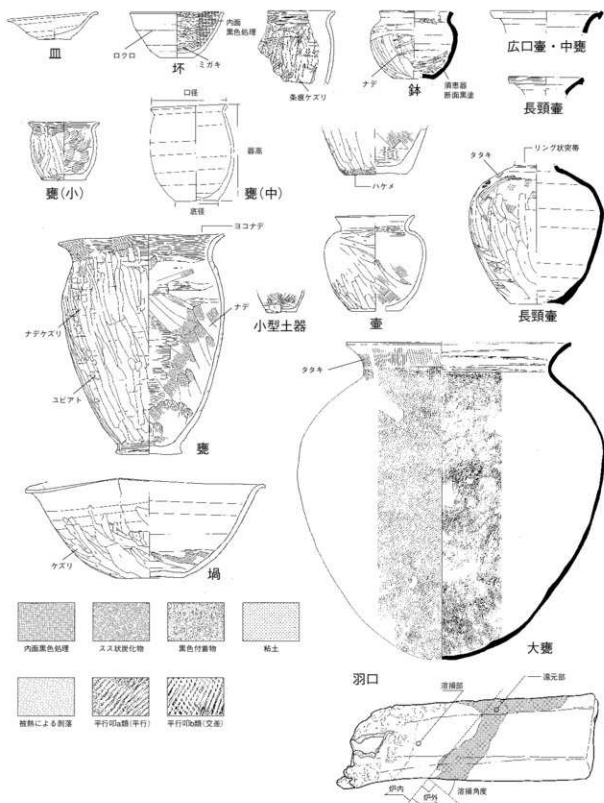 内面
黒色処理
皿
ロクロ
坏
ミガキ
条痕ケズリ
ナデ
鉢
須恵器
断面黒塗
広口壷・中甕
長頸壷
口径
器高
底径
甕(小)
甕(中)
ハケメ
タタキ
リング状突帯
ヨコナデ
ナデ
小型土器
壷
長頸壷
ナデケズリ
ユビアト
甕
タタキ
ケズリ
堝
大甕
内面黒色処理
スス状炭化物
黒色付着物
粘土
被熱による剥落
平行叩a類(平行)
平行叩b類(交差)
羽口
溶損部
還元部
炉内
炉外
溶損角度